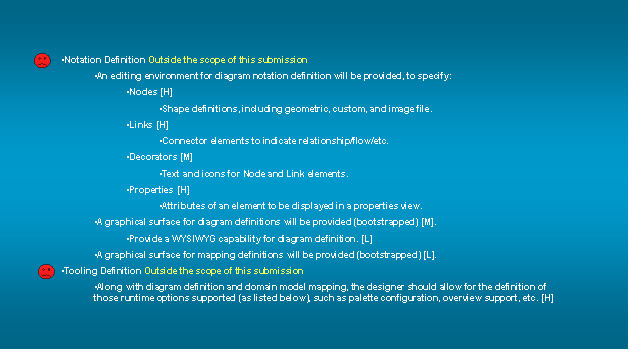 •Notation Definition Outside the scope of this submission
•An editing environment for diagram notation definition will be provided, to specify:
•Nodes [H]
•Shape definitions, including geometric, custom, and image file.
•Links [H]
•Connector elements to indicate relationship/flow/etc.
•Decorators [M]
•Text and icons for Node and Link elements.
•Properties [H]
•Attributes of an element to be displayed in a properties view.
•A graphical surface for diagram definitions will be provided (bootstrapped) [M].
•Provide a WYSIWYG capability for diagram definition. [L]
•A graphical surface for mapping definitions will be provided (bootstrapped) [L].
•Tooling Definition Outside the scope of this submission
•Along with diagram definition and domain model mapping, the designer should allow for the definition of
those runtime options supported (as listed below), such as palette configuration, overview support, etc. [H]